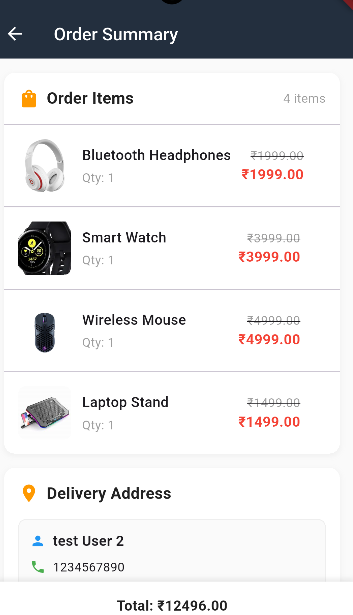 Order Summary
Order Items 4 items
Bluetooth Headphones ₹1999.00
Qty: 1 ₹1999.00
Smart Watch ₹3999.00
Qty: 1 ₹3999.00
Wireless Mouse ₹4999.00
Qty: 1 ₹4999.00
Laptop Stand ₹1499.00
Qty: 1 ₹1499.00
Delivery Address
test User 2
1234567890
Total: ₹12496.00